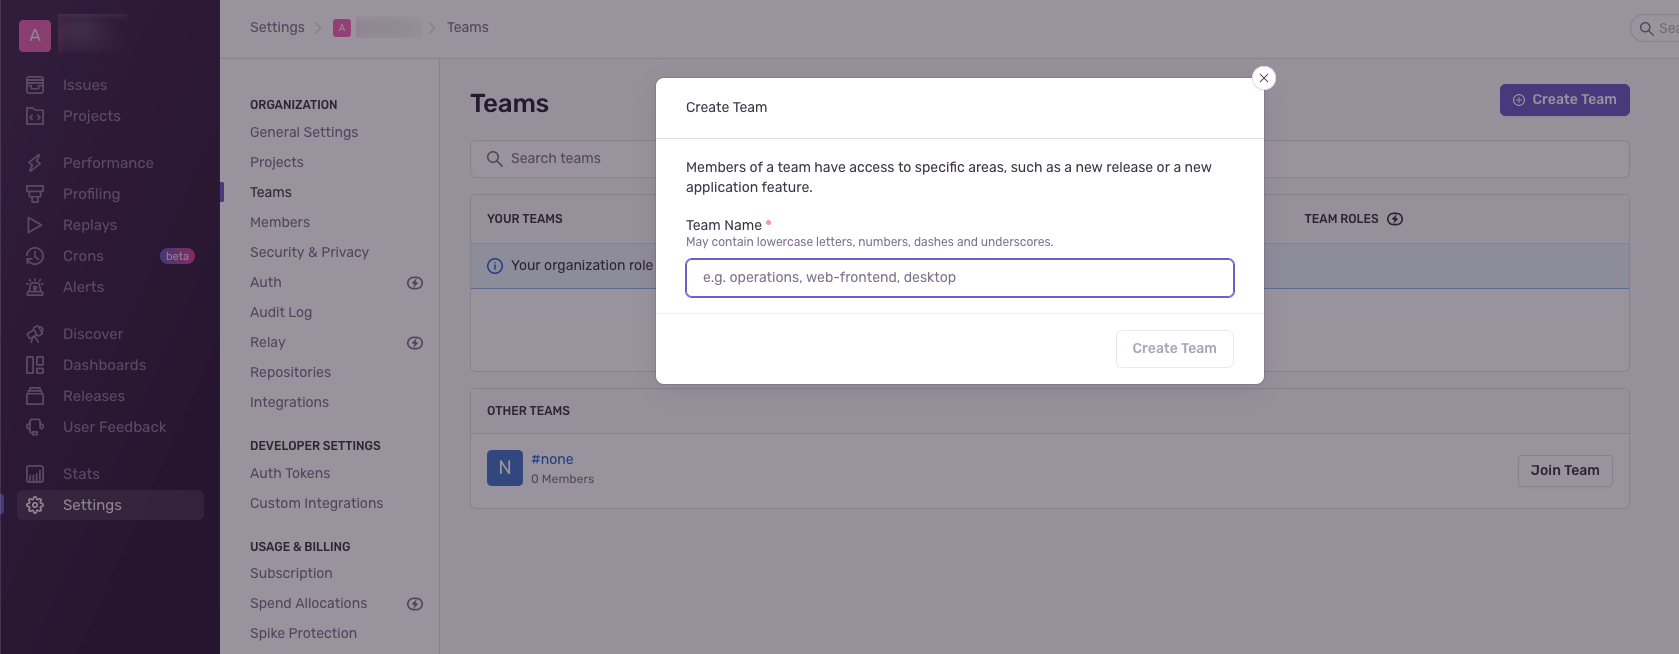 A
Issues
Projects
Performance
Profiling
Replays
Crons
beta
Alerts
Discover
Dashboards
Releases
User Feedback
Stats
Settings
Settings
A
Teams
ORGANIZATION
General Settings
Projects
Teams
Members
Security & Privacy
Auth
Audit Log
Relay
Repositories
Integrations
DEVELOPER SETTINGS
Auth Tokens
Custom Integrations
USAGE & BILLING
Subscription
Spend Allocations
Spike Protection
Teams
Create Team
Search teams
YOUR TEAMS
TEAM ROLES
Your organization role
Create Team
Members of a team have access to specific areas, such as a new release or a new
application feature.
Team Name *
May contain lowercase letters, numbers, dashes and underscores.
e.g. operations, web-frontend, desktop
Create Team
OTHER TEAMS
N
#none
0 Members
Join Team